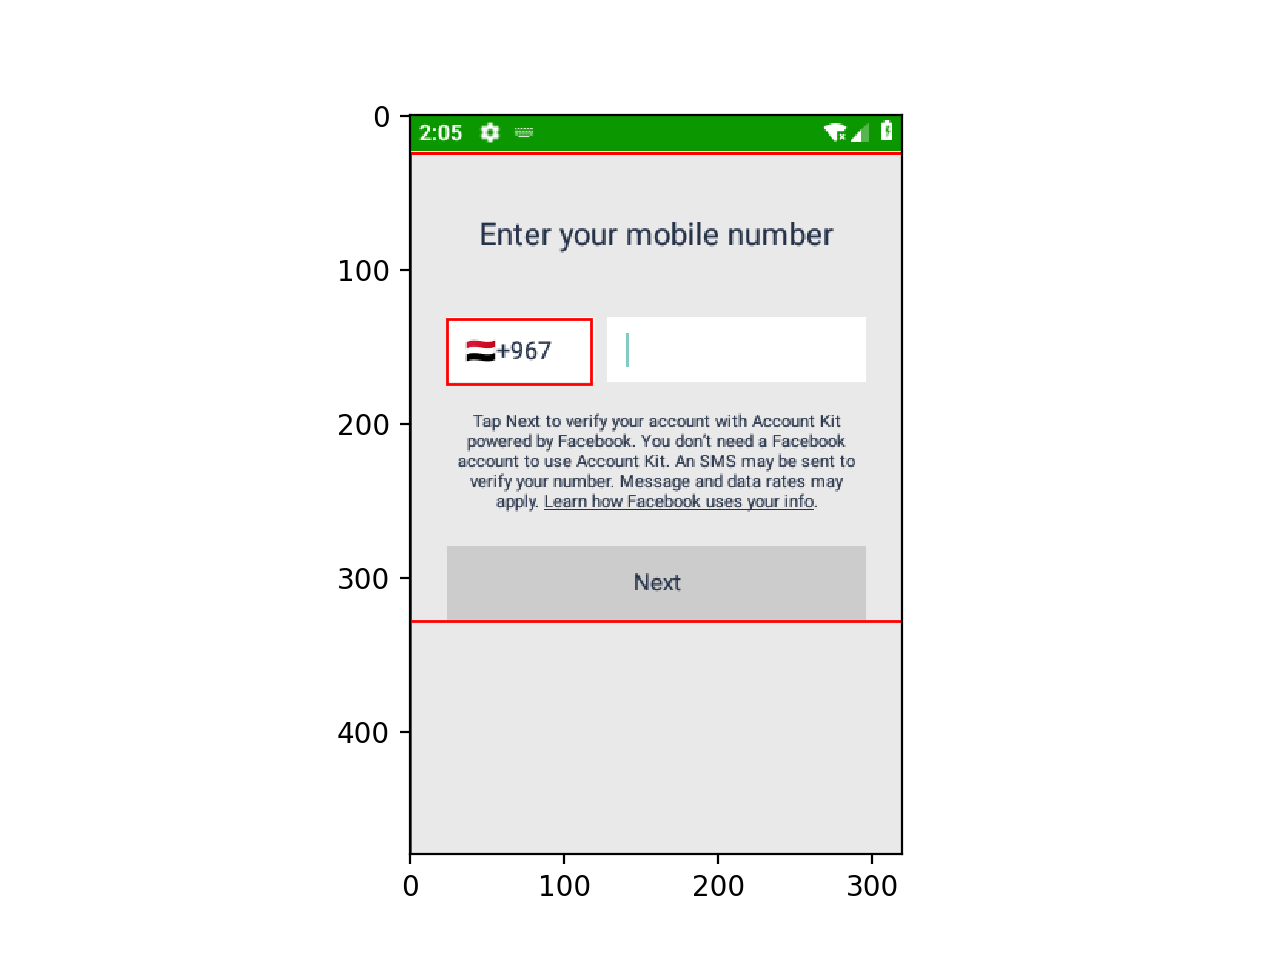 0
2:05
Enter your mobile number
100
+967
200
Tap Next to verify your account with Account Kit
powered by Facebook. You don't need a Facebook
account to use Account Kit. An SMS may be sent to
verify your number. Message and data rates may
apply. Learn how Facebook uses your info.
300
Next
400
0 100 200 300